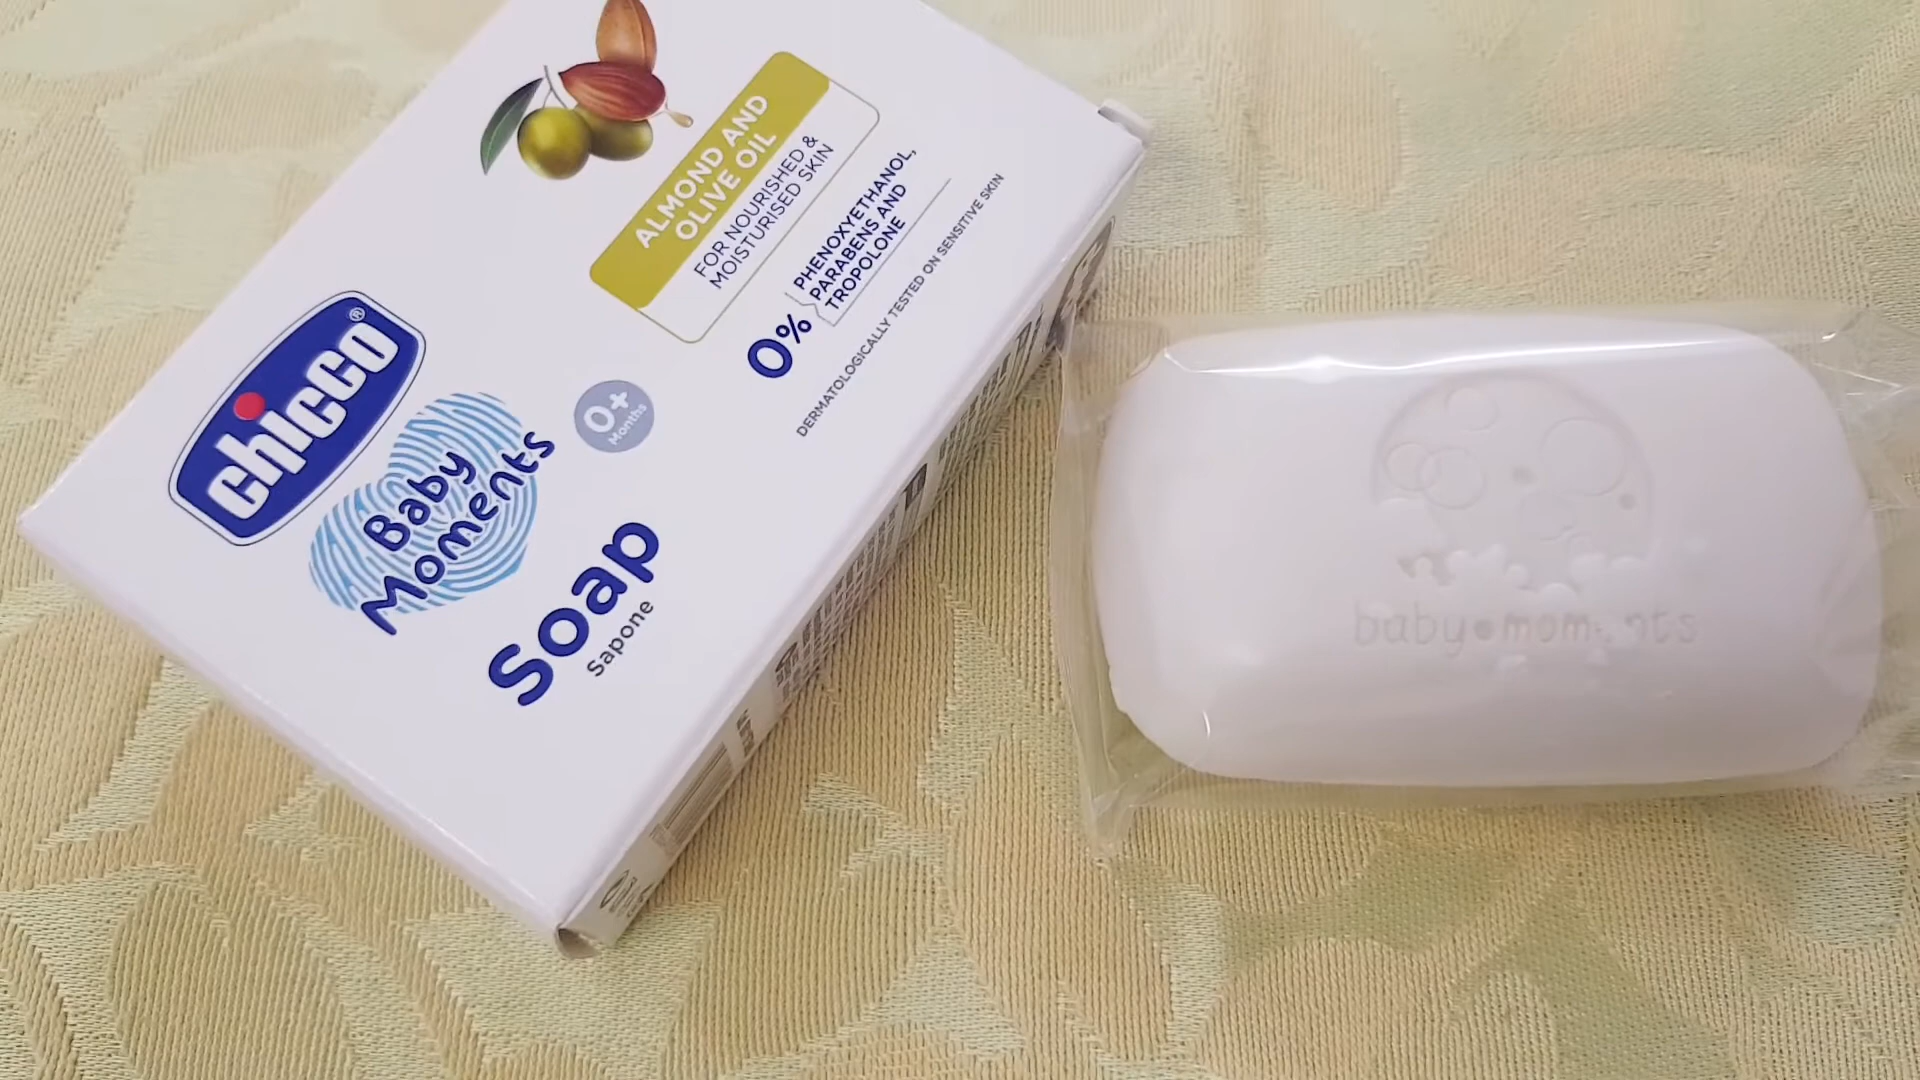 chicco®
Baby
Moments
0+
Months
Soap
Sapone
ALMOND AND
OLIVE OIL
FOR NOURISHED &
MOISTURISED SKIN
0%
PHENOXYETHANOL,
PARABENS AND
TROPOLONE
DERMATOLOGICALLY TESTED ON SENSITIVE SKIN
baby moments